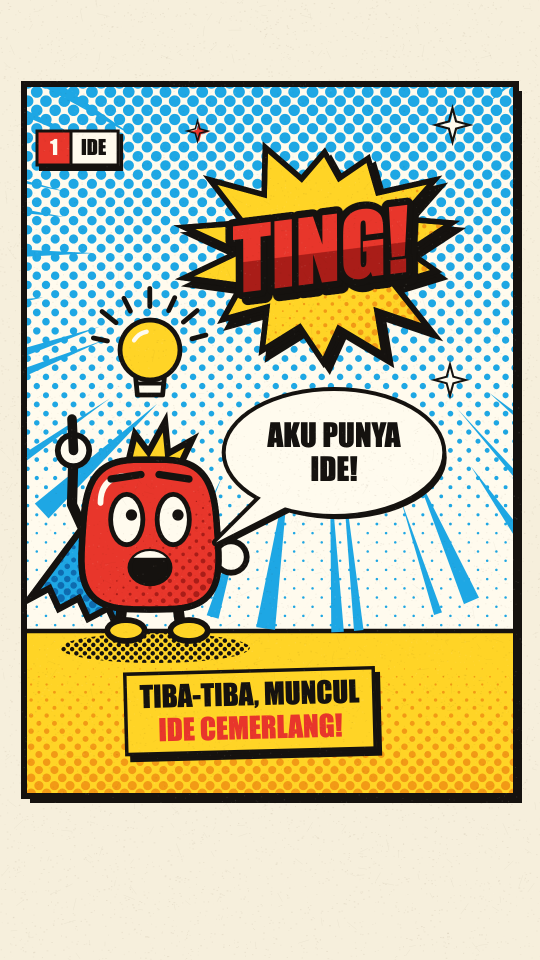 1 IDE
TING!
AKU PUNYA
IDE!
TIBA-TIBA, MUNCUL
IDE CEMERLANG!